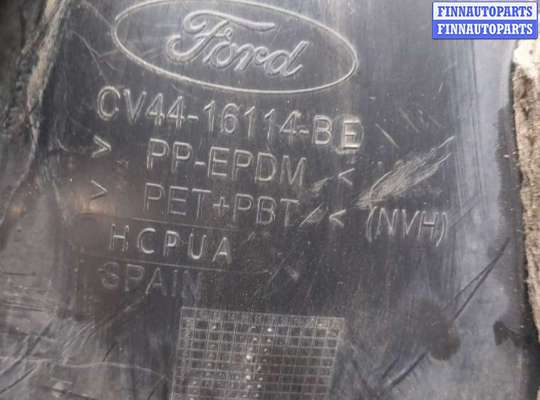 FINNAUTOPARTS
FINNAUTOPARTS
Ford
CV44-16114-BE
> PP-EPDM <
> PET+PBT < (NVH)
HCPUA
SPAIN